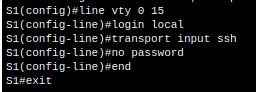 S1(config)#line vty 0 15
S1(config-line)#login local
S1(config-line)#transport input ssh
S1(config-line)#no password
S1(config-line)#end
S1#exit